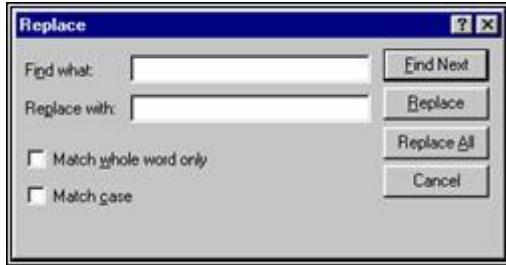 Replace
Find what:
Find Next
Replace with:
Replace
Replace All
Match whole word only
Cancel
Match case